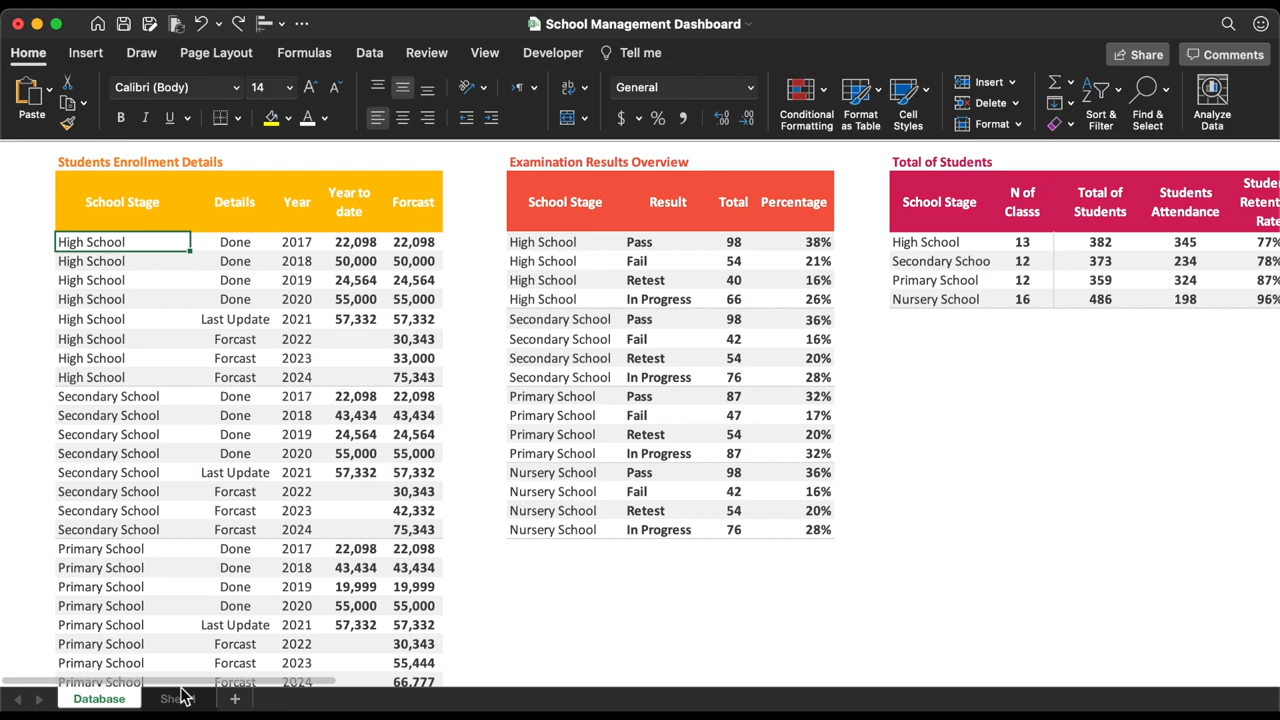 School Management Dashboard
Home Insert Draw Page Layout Formulas Data Review View Developer Tell me Share Comments
Paste Calibri (Body) 14 General Conditional Formatting Format as Table Cell Styles Insert Delete Format Sort & Filter Find & Select Analyze Data
B I U A $ %
Students Enrollment Details
School Stage Details Year Year to date Forcast
High School Done 2017 22,098 22,098
High School Done 2018 50,000 50,000
High School Done 2019 24,564 24,564
High School Done 2020 55,000 55,000
High School Last Update 2021 57,332 57,332
High School Forcast 2022 30,343
High School Forcast 2023 33,000
High School Forcast 2024 75,343
Secondary School Done 2017 22,098 22,098
Secondary School Done 2018 43,434 43,434
Secondary School Done 2019 24,564 24,564
Secondary School Done 2020 55,000 55,000
Secondary School Last Update 2021 57,332 57,332
Secondary School Forcast 2022 30,343
Secondary School Forcast 2023 42,332
Secondary School Forcast 2024 75,343
Primary School Done 2017 22,098 22,098
Primary School Done 2018 43,434 43,434
Primary School Done 2019 19,999 19,999
Primary School Done 2020 55,000 55,000
Primary School Last Update 2021 57,332 57,332
Primary School Forcast 2022 30,343
Primary School Forcast 2023 55,444
Primary School Forcast 2024 66,777
Examination Results Overview
School Stage Result Total Percentage
High School Pass 98 38%
High School Fail 54 21%
High School Retest 40 16%
High School In Progress 66 26%
Secondary School Pass 98 36%
Secondary School Fail 42 16%
Secondary School Retest 54 20%
Secondary School In Progress 76 28%
Primary School Pass 87 32%
Primary School Fail 47 17%
Primary School Retest 54 20%
Primary School In Progress 87 32%
Nursery School Pass 98 36%
Nursery School Fail 42 16%
Nursery School Retest 54 20%
Nursery School In Progress 76 28%
Total of Students
School Stage N of Classs Total of Students Students Attendance Studen Retent Rate
High School 13 382 345 77%
Secondary Schoo 12 373 234 78%
Primary School 12 359 324 87%
Nursery School 16 486 198 96%
Database